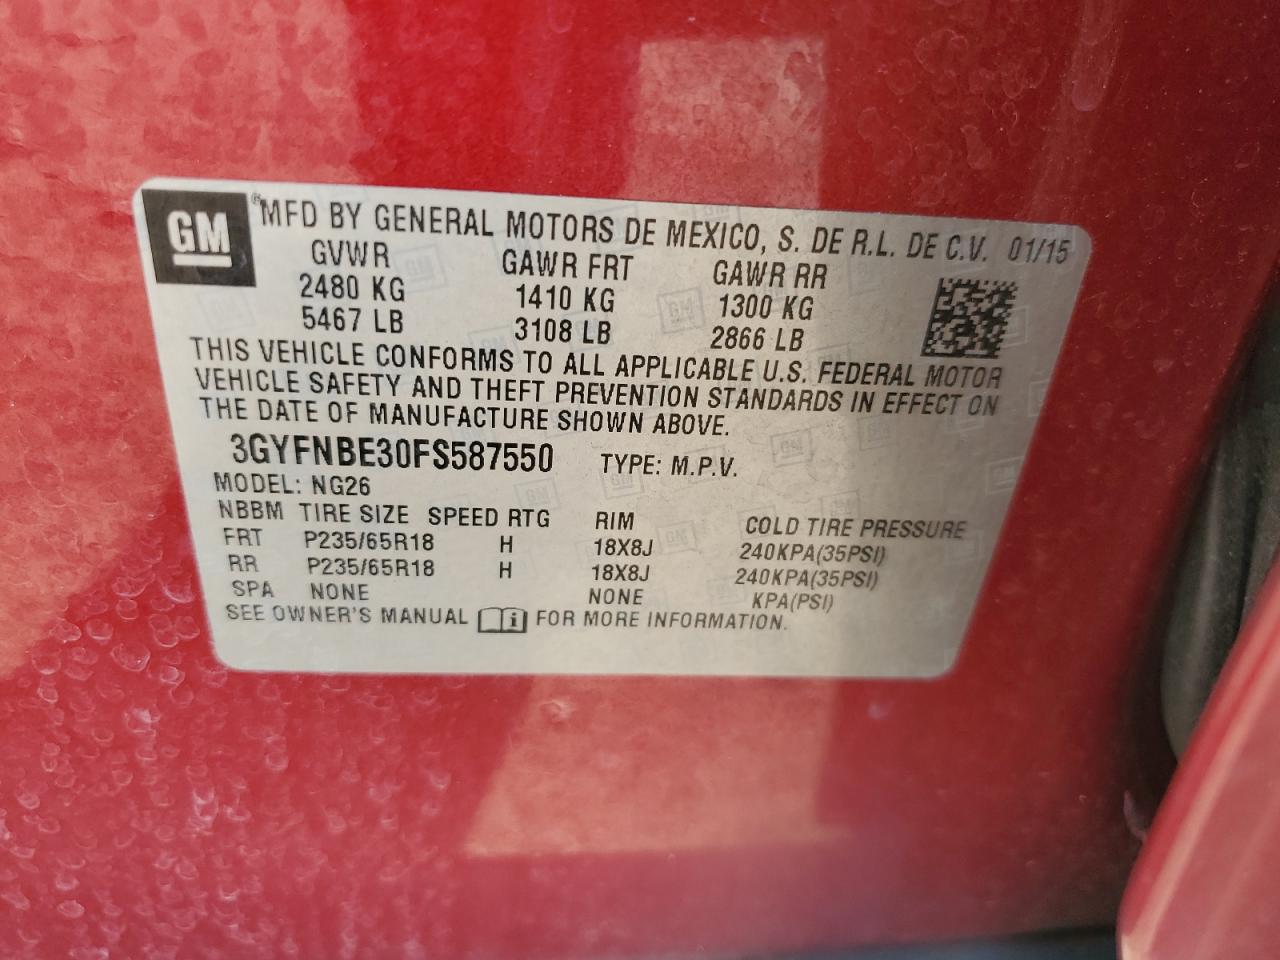 GM MFD BY GENERAL MOTORS DE MEXICO, S. DE R.L. DE C.V. 01/15
GVWR GAWR FRT GAWR RR
2480 KG 1410 KG 1300 KG
5467 LB 3108 LB 2866 LB
THIS VEHICLE CONFORMS TO ALL APPLICABLE U.S. FEDERAL MOTOR
VEHICLE SAFETY AND THEFT PREVENTION STANDARDS IN EFFECT ON
THE DATE OF MANUFACTURE SHOWN ABOVE.
3GYFNBE30FS587550 TYPE: M.P.V.
MODEL: NG26
NBBM TIRE SIZE SPEED RTG RIM COLD TIRE PRESSURE
FRT P235/65R18 H 18X8J 240KPA(35PSI)
RR P235/65R18 H 18X8J 240KPA(35PSI)
SPA NONE NONE KPA(PSI)
SEE OWNER'S MANUAL FOR MORE INFORMATION.